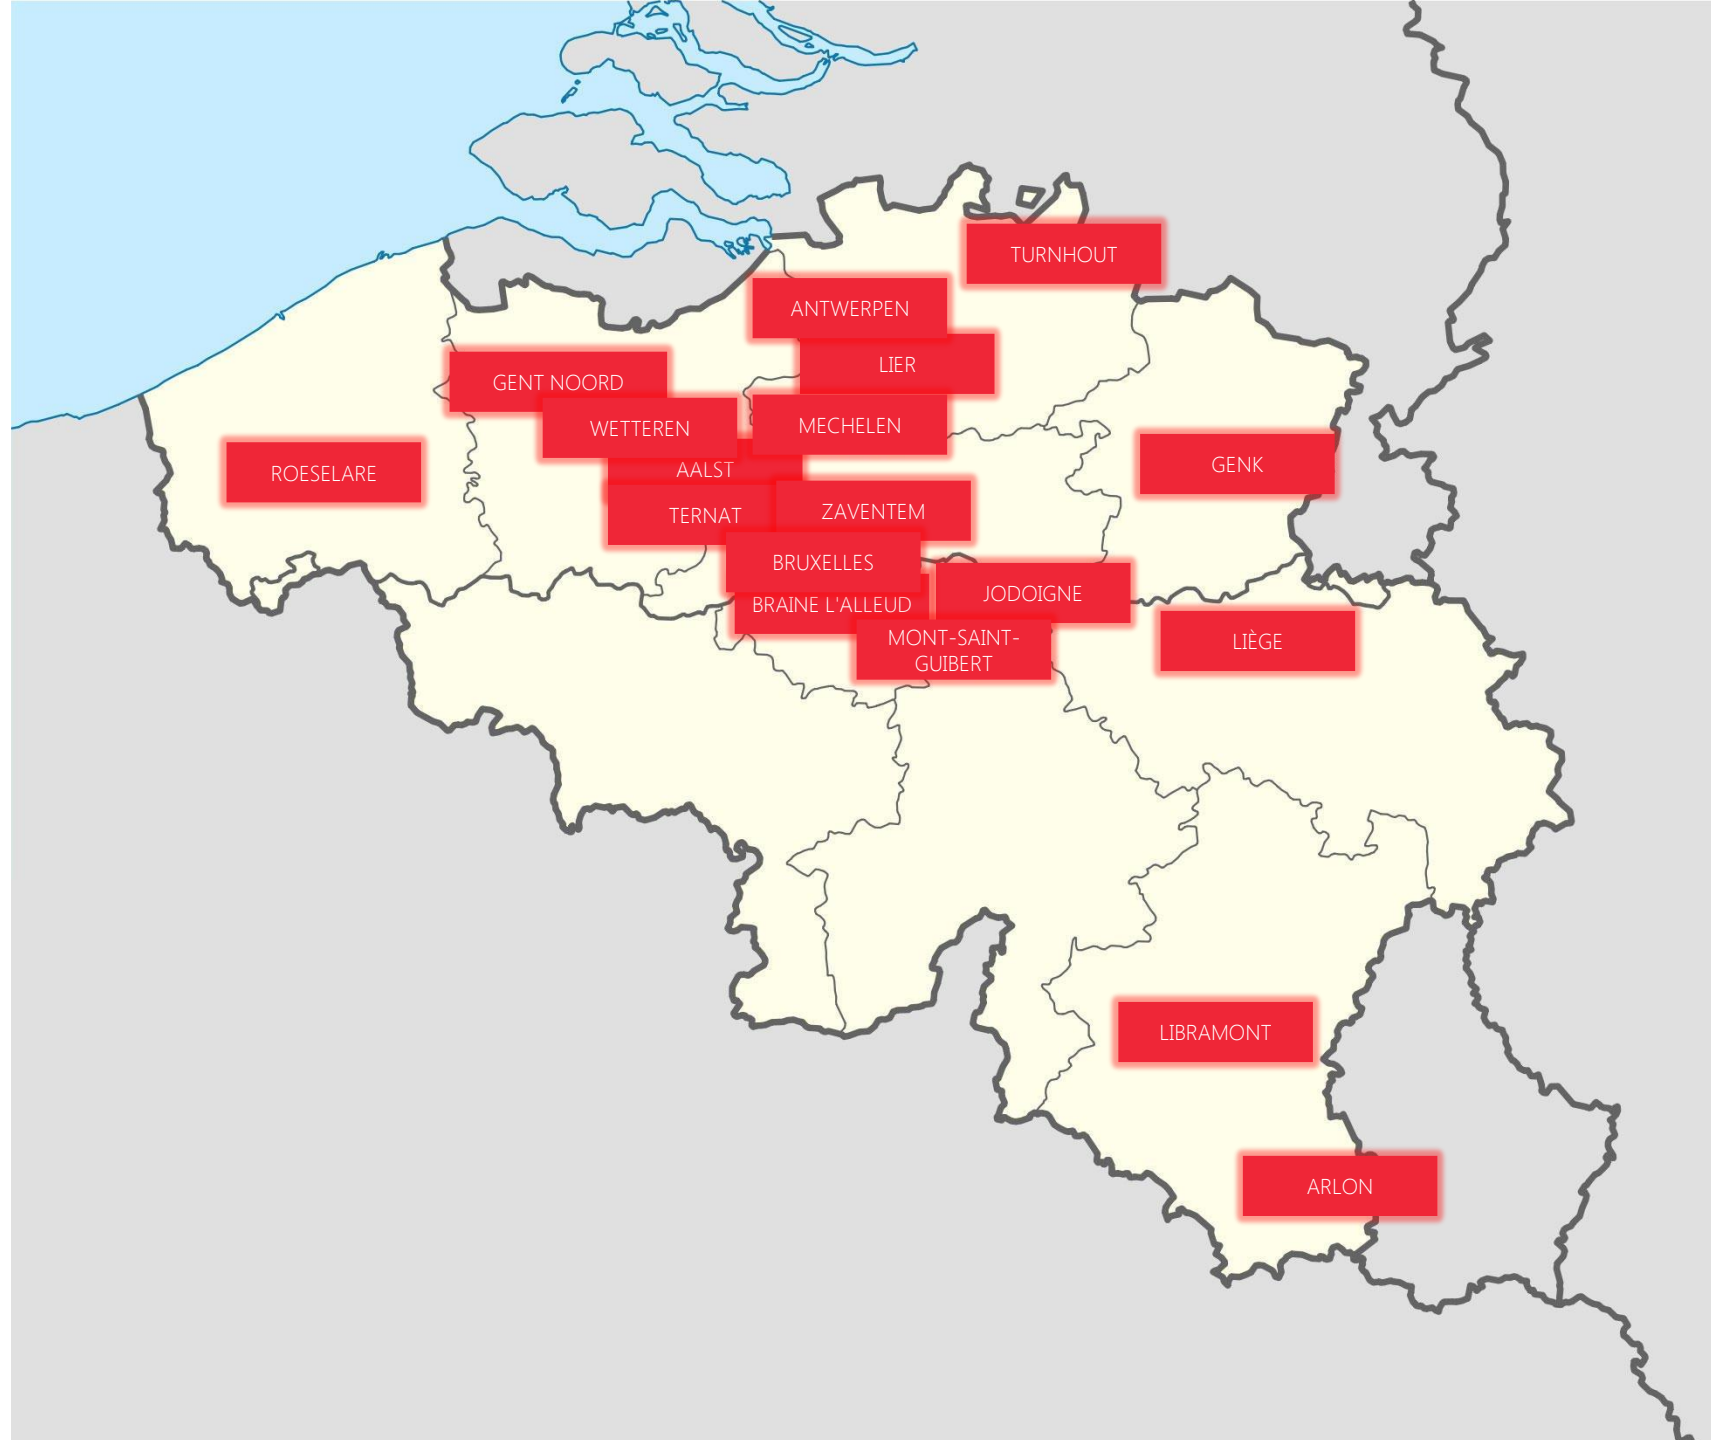 TURNHOUT
ANTWERPEN
LIER
GENT NOORD
WETTEREN
MECHELEN
ROESELARE
AALST
GENK
TERNAT
ZAVENTEM
BRUXELLES
BRAINE L'ALLEUD
JODOIGNE
MONT-SAINT-
GUIBERT
LIÈGE
LIBRAMONT
ARLON